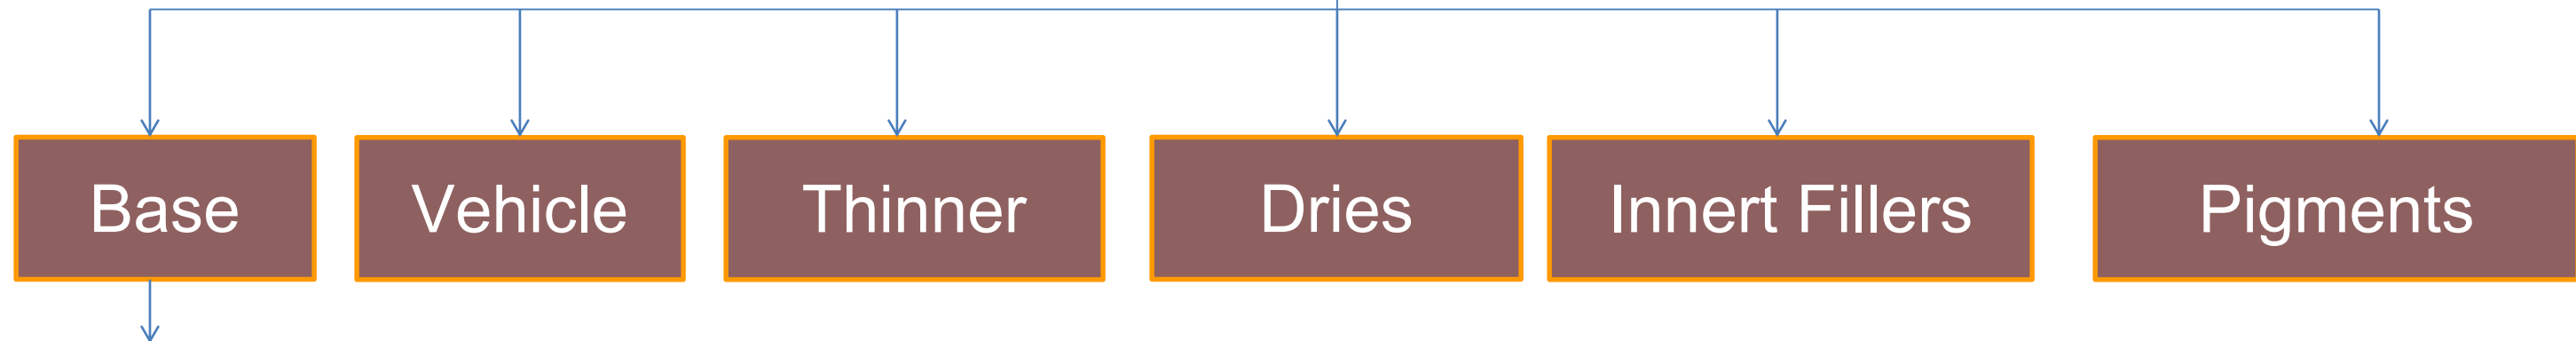 Base
Vehicle
Thinner
Dries
Innert Fillers
Pigments